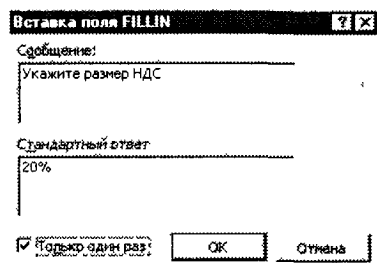 Вставка поля FILLIN
Сообщение:
Укажите размер НДС
Стандартный ответ
20%
Только один раз
OK
Отмена